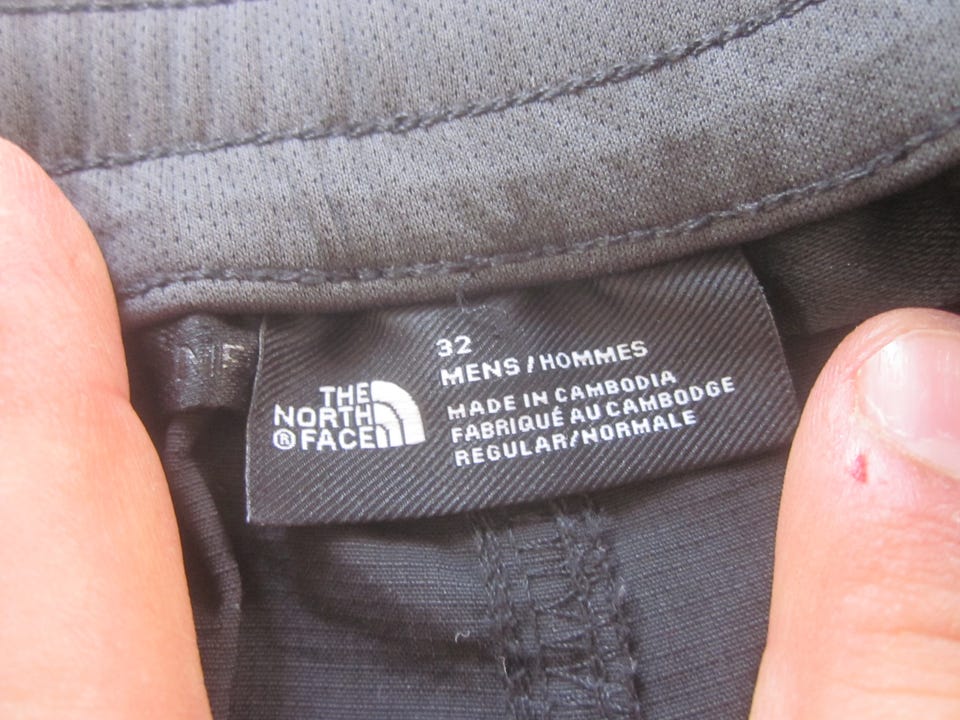 32
MENS / HOMMES
THE
NORTH
® FACE
MADE IN CAMBODIA
FABRIQUÉ AU CAMBODGE
REGULAR/NORMALE